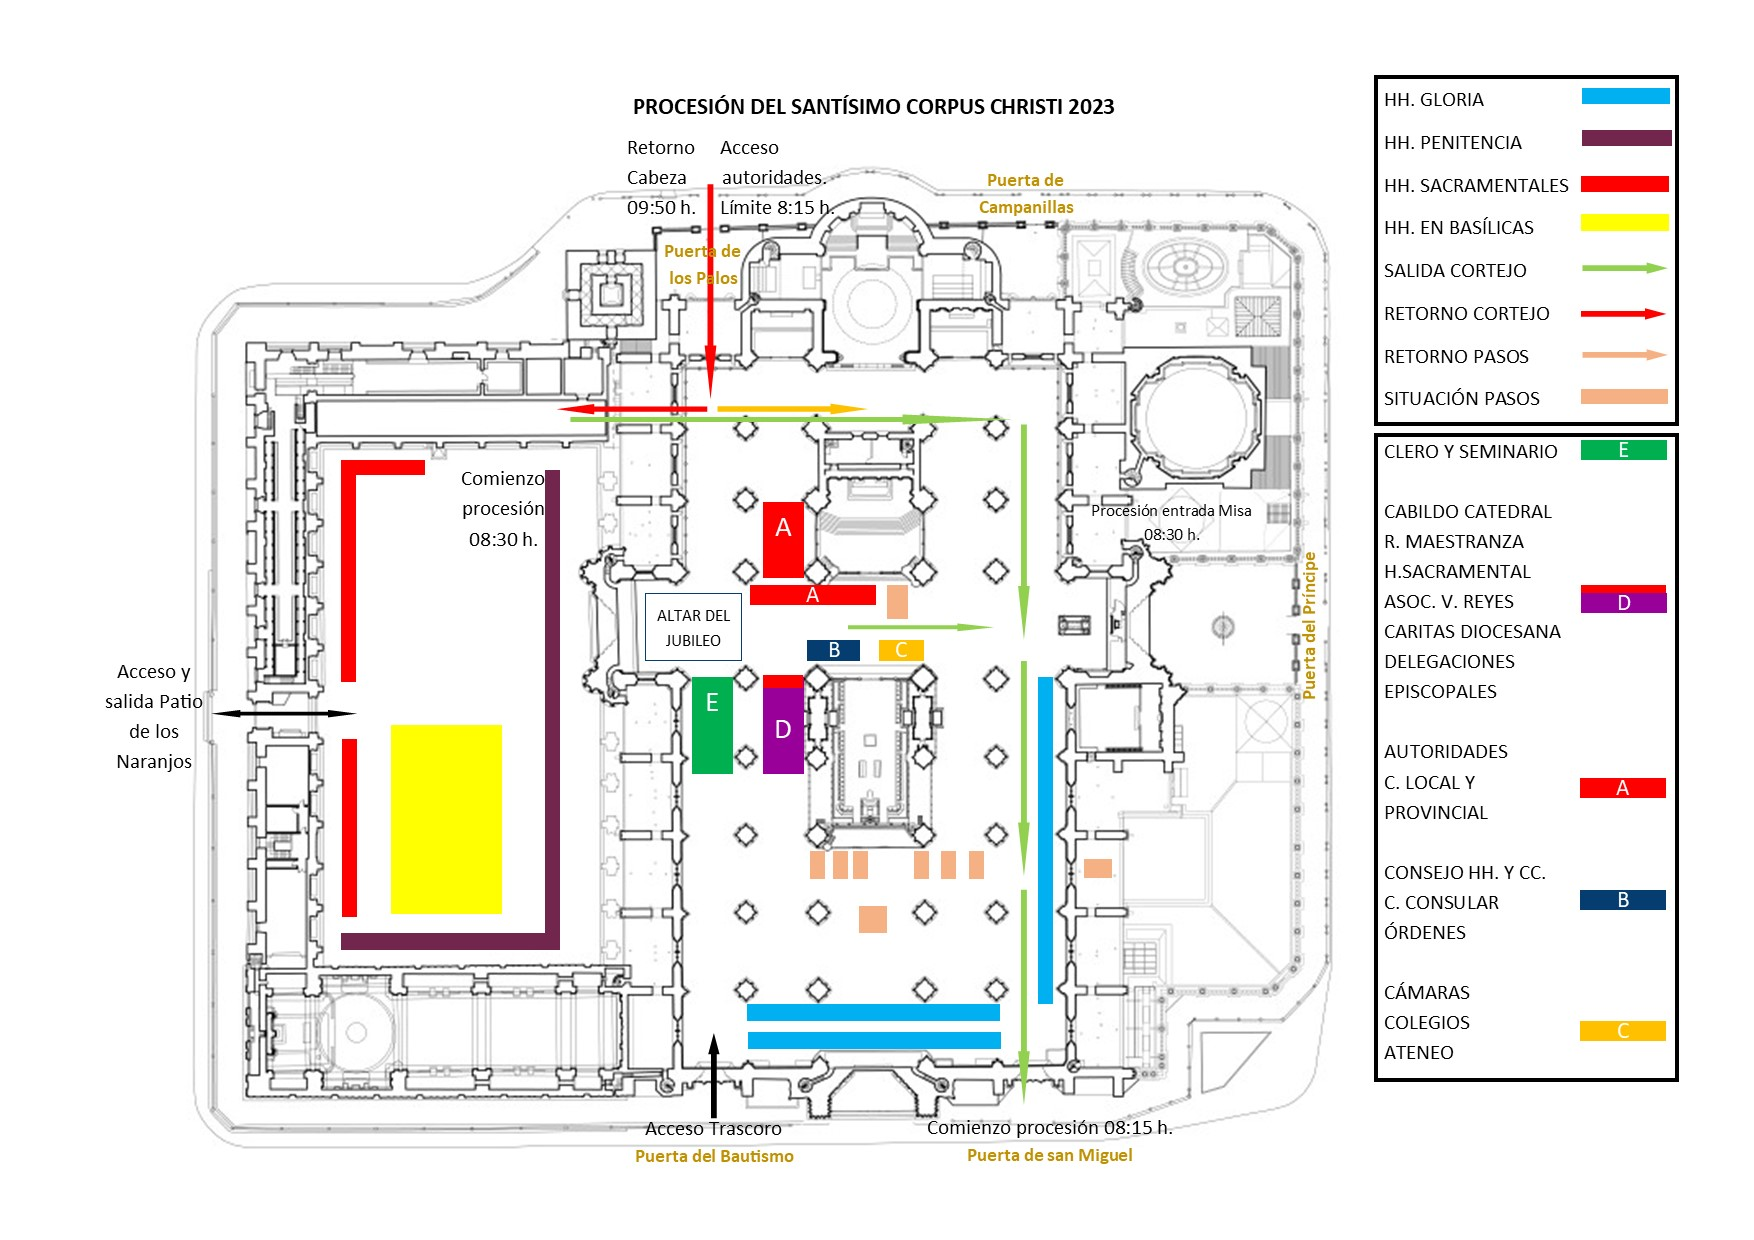 PROCESIÓN DEL SANTÍSIMO CORPUS CHRISTI 2023
Retorno
Cabeza
09:50 h.
Acceso
autoridades.
Límite 8:15 h.
Puerta de
los Palos
Puerta de
Campanillas
Comienzo
procesión
08:30 h.
A
A
Procesión entrada Misa
08:30 h.
Puerta del Príncipe
ALTAR DEL
JUBILEO
B
C
E
D
Acceso y
salida Patio
de los
Naranjos
Acceso Trascoro
Puerta del Bautismo
Comienzo procesión 08:15 h.
Puerta de san Miguel
HH. GLORIA
HH. PENITENCIA
HH. SACRAMENTALES
HH. EN BASÍLICAS
SALIDA CORTEJO
RETORNO CORTEJO
RETORNO PASOS
SITUACIÓN PASOS
CLERO Y SEMINARIO E
CABILDO CATEDRAL
R. MAESTRANZA
H.SACRAMENTAL
ASOC. V. REYES D
CARITAS DIOCESANA
DELEGACIONES
EPISCOPALES
AUTORIDADES
C. LOCAL Y A
PROVINCIAL
CONSEJO HH. Y CC.
C. CONSULAR B
ÓRDENES
CÁMARAS
COLEGIOS C
ATENEO